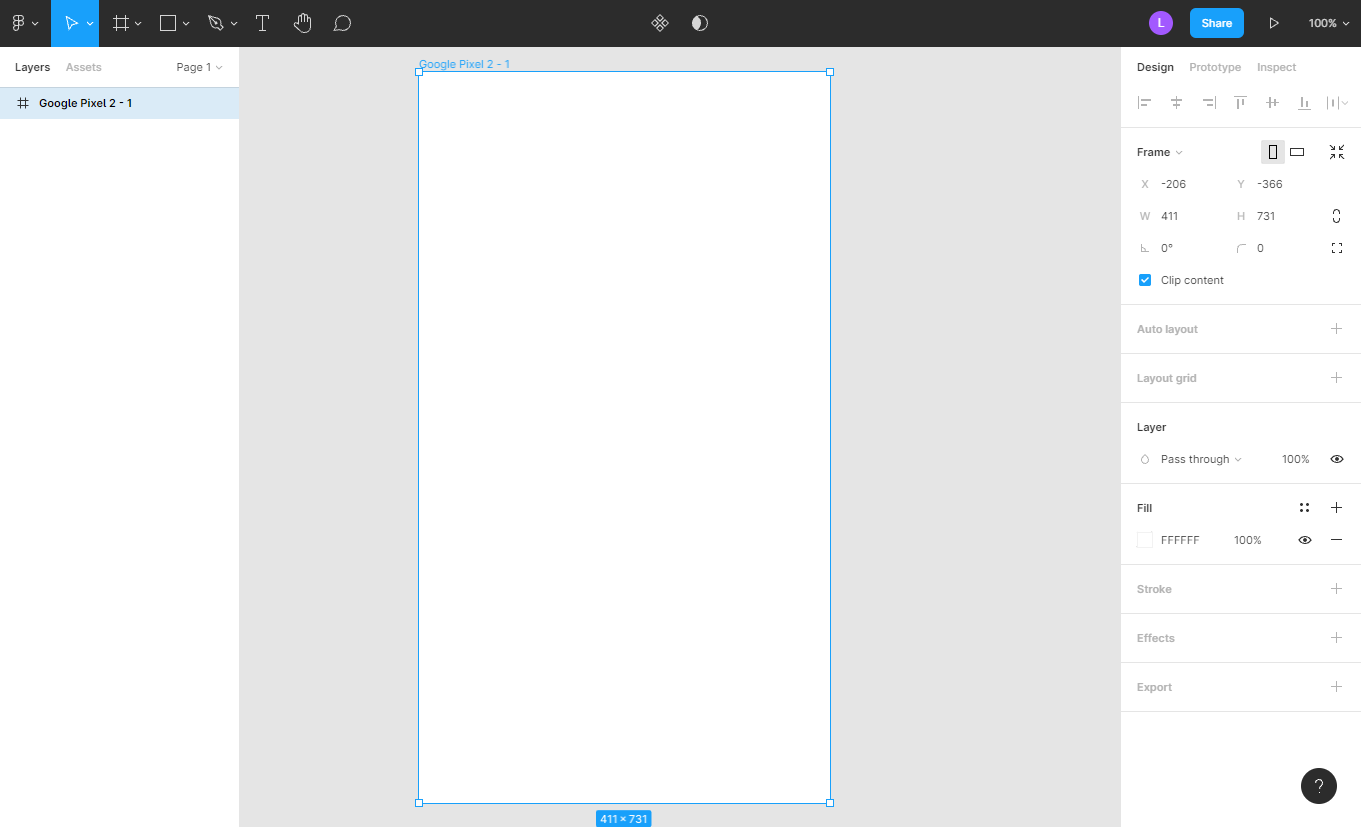 L
Share
100%
Layers
Assets
Page 1
Google Pixel 2 - 1
Google Pixel 2 - 1
411 × 731
Design
Prototype
Inspect
Frame
X -206
Y -366
W 411
H 731
0°
0
Clip content
Auto layout
Layout grid
Layer
Pass through
100%
Fill
FFFFFF
100%
Stroke
Effects
Export
?